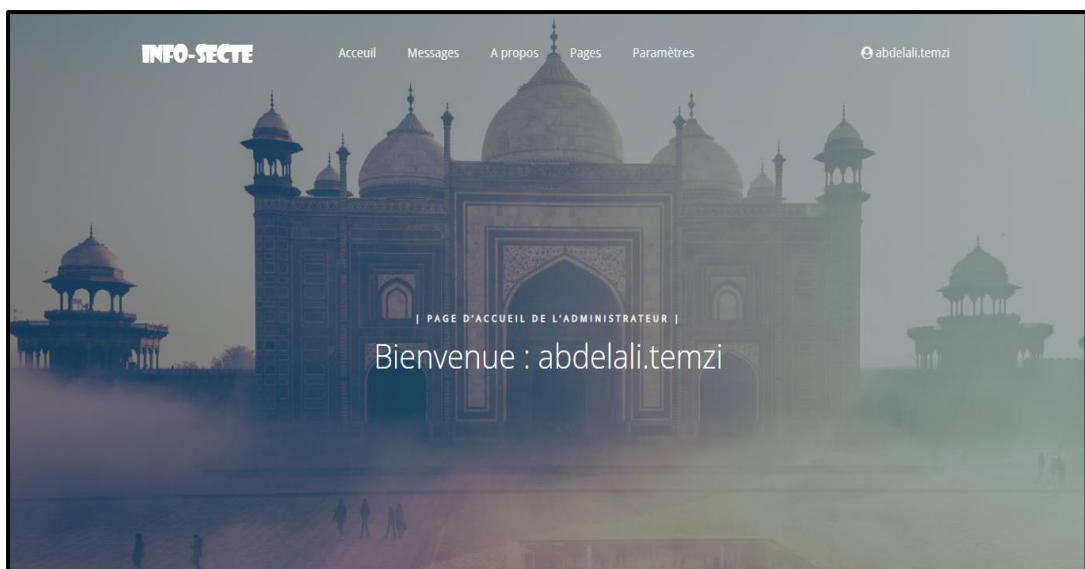 INFO-SECTE Acceuil Messages A propos Pages Paramètres abdelali.temzi
| PAGE D'ACCUEIL DE L'ADMINISTRATEUR |
Bienvenue : abdelali.temzi